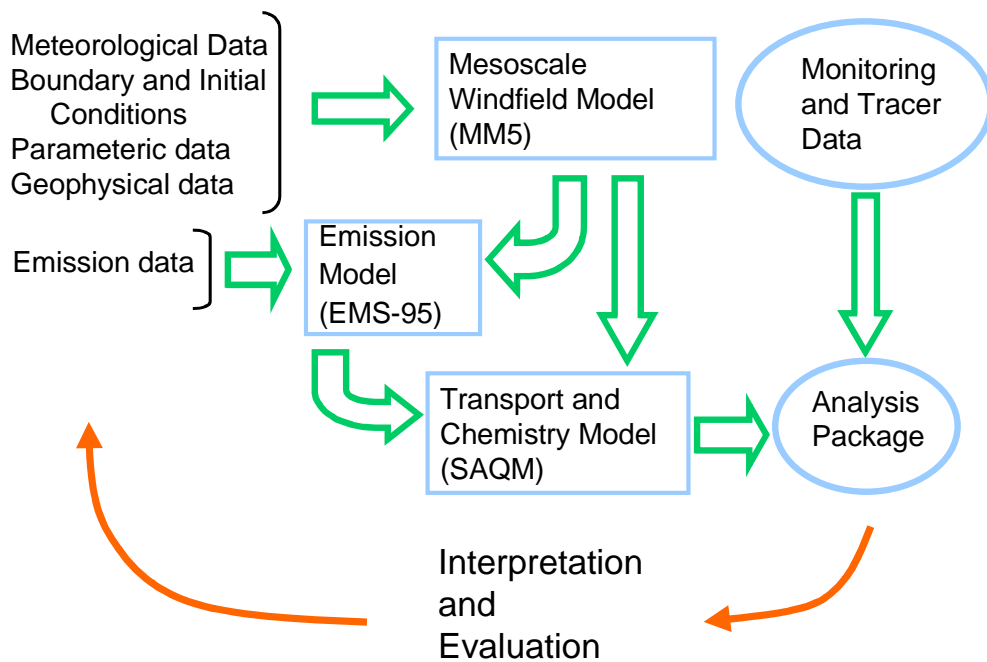 Meteorological Data
Boundary and Initial
Conditions
Parameteric data
Geophysical data
Mesoscale
Windfield Model
(MM5)
Monitoring
and Tracer
Data
Emission data
Emission
Model
(EMS-95)
Transport and
Chemistry Model
(SAQM)
Analysis
Package
Interpretation
and
Evaluation